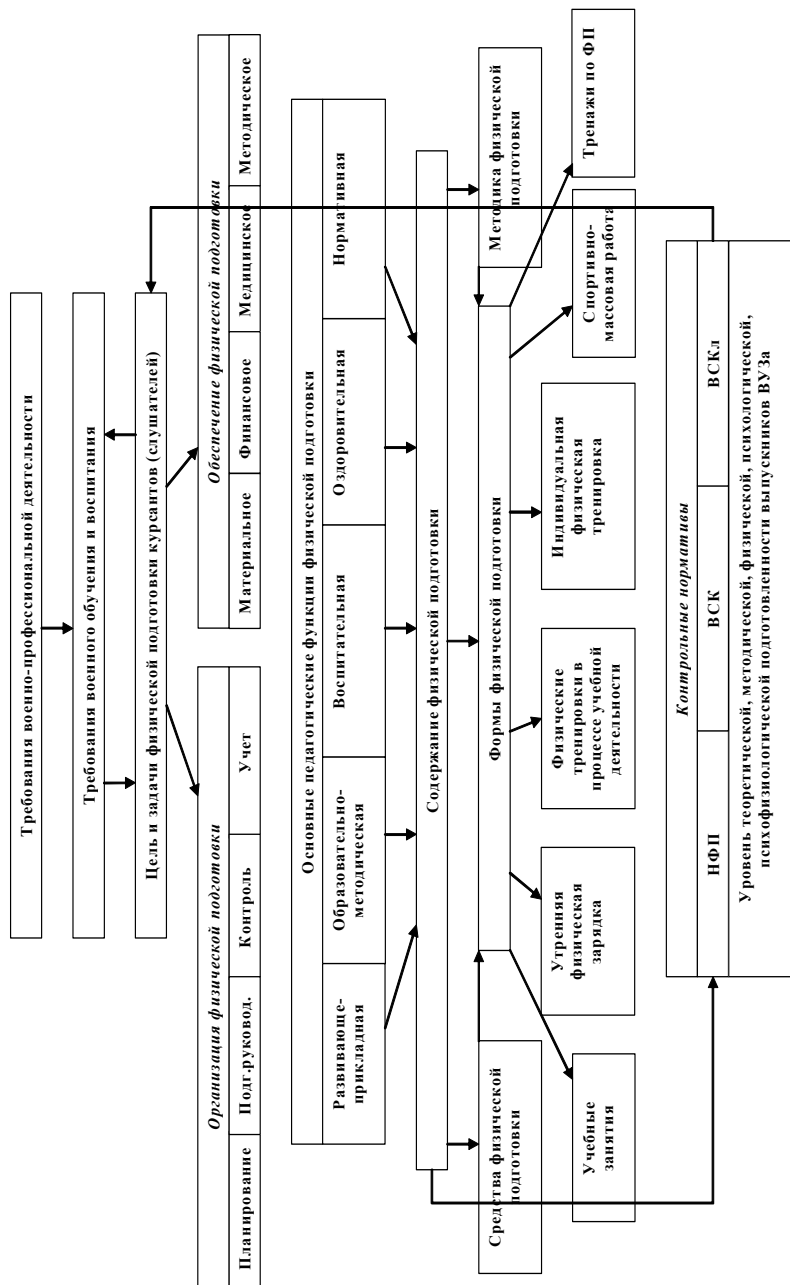 Требования военно-профессиональной деятельности
Требования военного обучения и воспитания
Цель и задачи физической подготовки курсантов (слушателей)
Организация физической подготовки
Планирование
Подг.руковод.
Контроль
Учет
Обеспечение физической подготовки
Материальное
Финансовое
Медицинское
Методическое
Основные педагогические функции физической подготовки
Развивающе-
прикладная
Образовательно-
методическая
Воспитательная
Оздоровительная
Нормативная
Содержание физической подготовки
Средства физической
подготовки
Формы физической подготовки
Методика физической
подготовки
Учебные
занятия
Утренняя
физическая
зарядка
Физические
тренировки в
процессе учебной
деятельности
Индивидуальная
физическая
тренировка
Спортивно-
массовая работа
Тренажи по ФП
Контрольные нормативы
НФП
ВСК
ВСКл
Уровень теоретической, методической, физической, психологической,
психофизиологической подготовленности выпускников ВУЗа